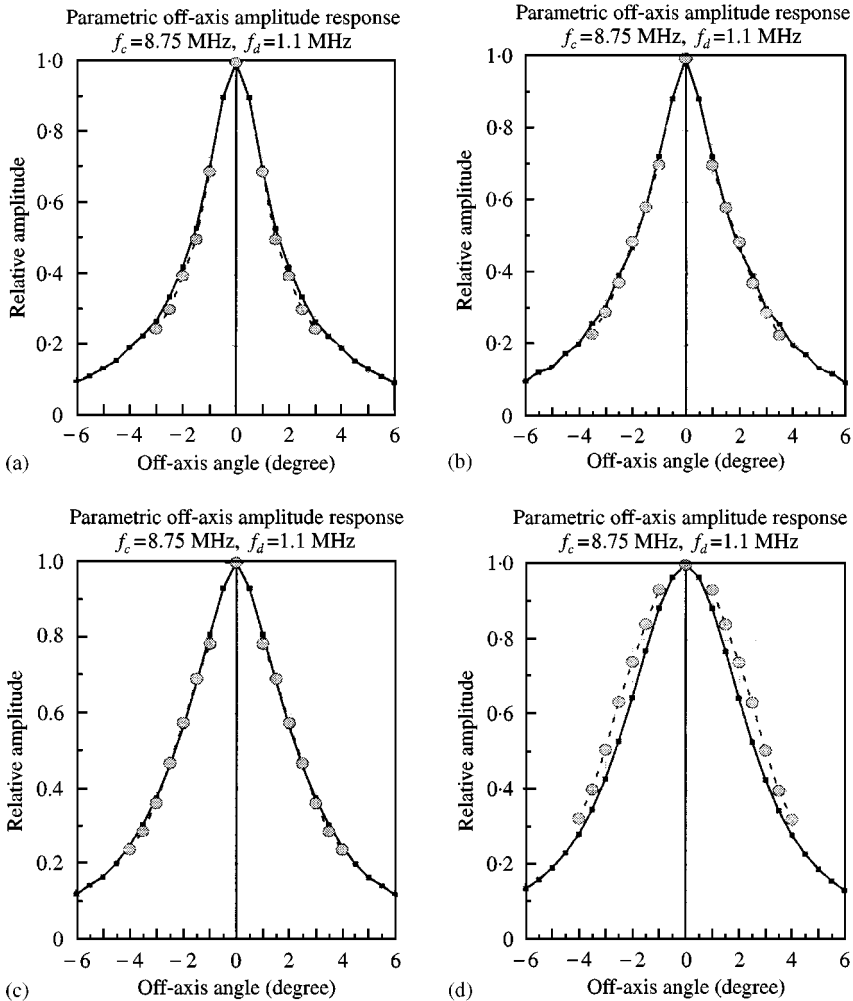 Parametric off-axis amplitude response
f_c=8.75 MHz, f_d=1.1 MHz
1·0
0·8
0·6
0·4
0·2
0
Relative amplitude
−6 −4 −2 0 2 4 6
(a) Off-axis angle (degree)
Parametric off-axis amplitude response
f_c=8.75 MHz, f_d=1.1 MHz
1·0
0·8
0·6
0·4
0·2
0
Relative amplitude
−6 −4 −2 0 2 4 6
(b) Off-axis angle (degree)
Parametric off-axis amplitude response
f_c=8.75 MHz, f_d=1.1 MHz
1·0
0·8
0·6
0·4
0·2
0
Relative amplitude
−6 −4 −2 0 2 4 6
(c) Off-axis angle (degree)
Parametric off-axis amplitude response
f_c=8.75 MHz, f_d=1.1 MHz
1·0
0·8
0·6
0·4
0·2
0
Relative amplitude
−6 −4 −2 0 2 4 6
(d) Off-axis angle (degree)